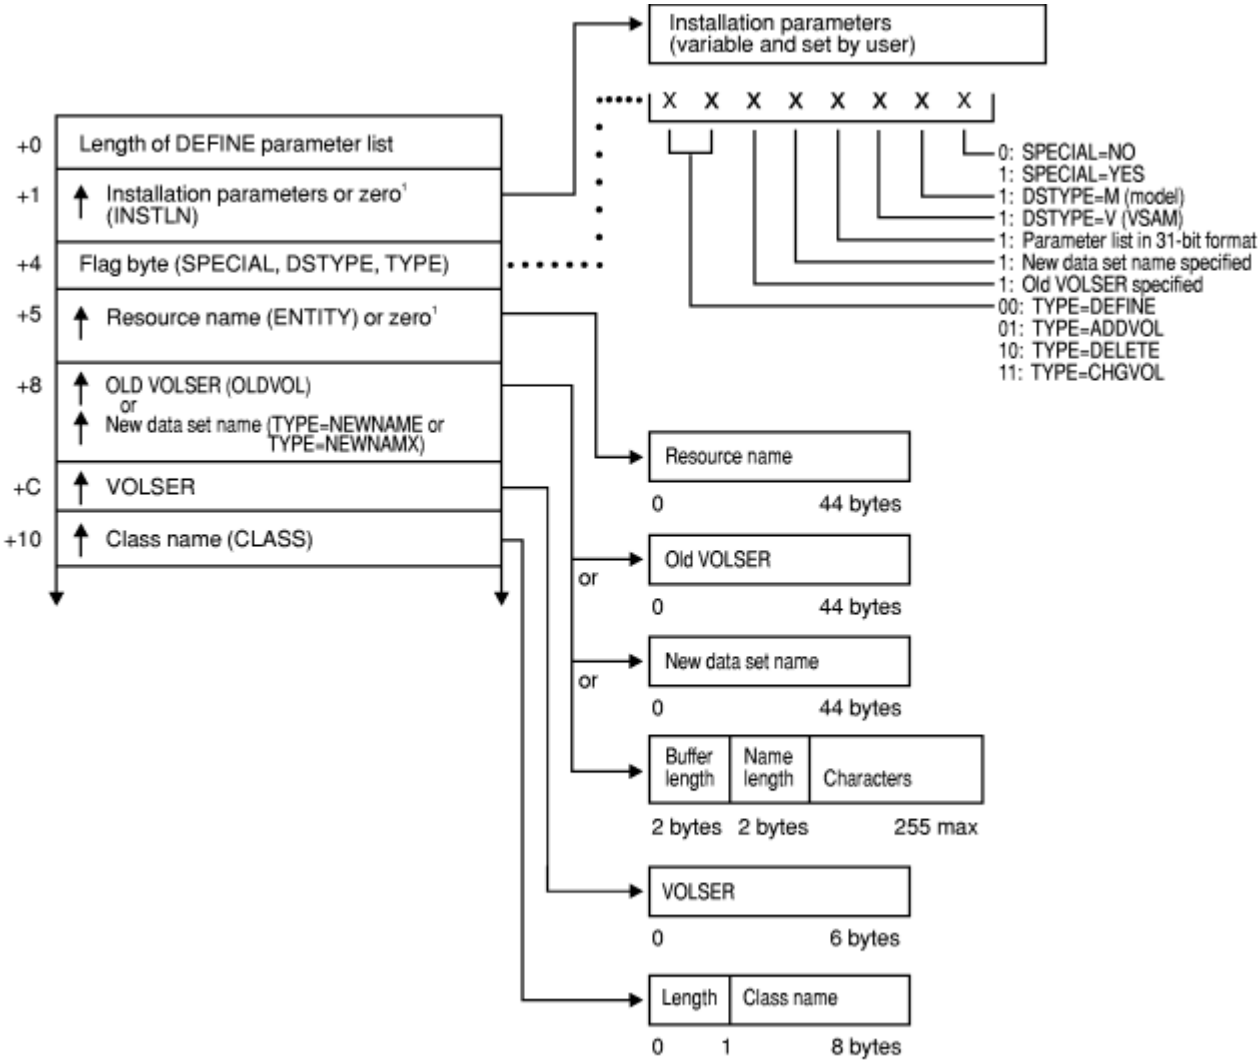 Installation parameters
(variable and set by user)
X X X X X X X X
0: SPECIAL=NO
1: SPECIAL=YES
1: DSTYPE=M (model)
1: DSTYPE=V (VSAM)
1: Parameter list in 31-bit format
1: New data set name specified
1: Old VOLSER specified
00: TYPE=DEFINE
01: TYPE=ADDVOL
10: TYPE=DELETE
11: TYPE=CHGVOL
+0 Length of DEFINE parameter list
+1 Installation parameters or zero¹
(INSTLN)
+4 Flag byte (SPECIAL, DSTYPE, TYPE)
+5 Resource name (ENTITY) or zero¹
+8 OLD VOLSER (OLDVOL)
or
New data set name (TYPE=NEWNAME or
TYPE=NEWNAMX)
+C VOLSER
+10 Class name (CLASS)
Resource name
0 44 bytes
Old VOLSER
or
0 44 bytes
New data set name
or
0 44 bytes
Buffer
length
Name
length
Characters
2 bytes 2 bytes 255 max
VOLSER
0 6 bytes
Length Class name
0 1 8 bytes